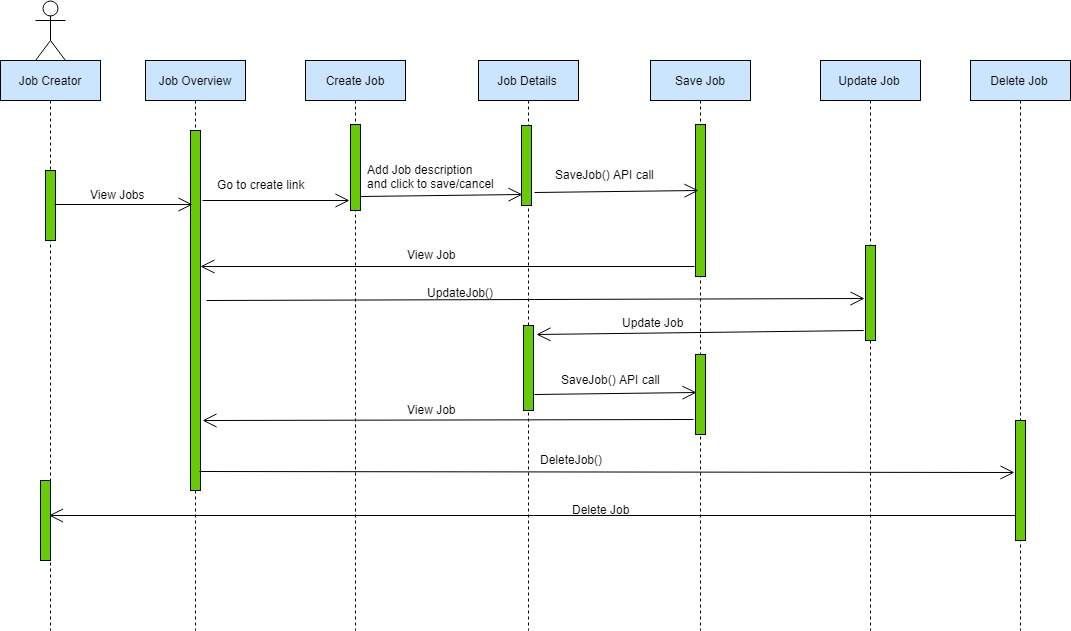 Job Creator
Job Overview
Create Job
Job Details
Save Job
Update Job
Delete Job
Add Job description
and click to save/cancel
SaveJob() API call
Go to create link
View Jobs
View Job
UpdateJob()
Update Job
SaveJob() API call
View Job
DeleteJob()
Delete Job